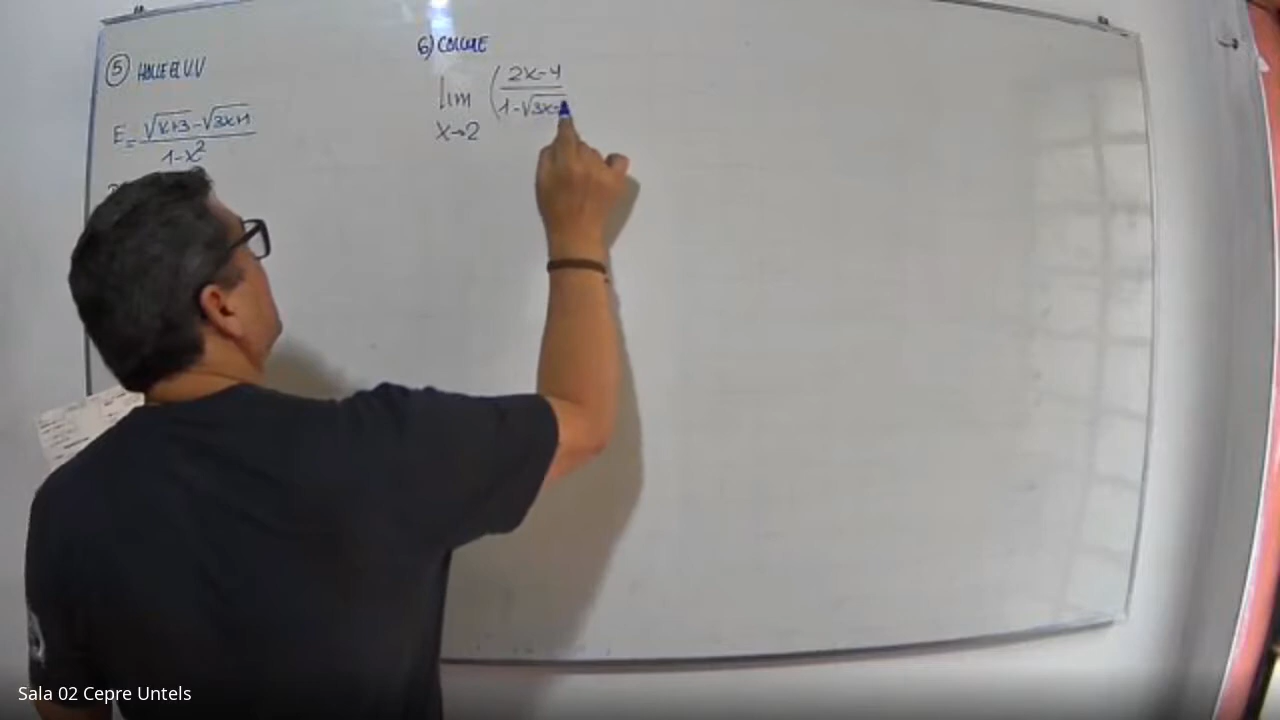 5 HALLE EL V.V
E = √x+3 - √3x+1
1-x²
6) CALCULE
lim ( 2x-4
x→2 1-√3x-
Sala 02 Cepre Untels